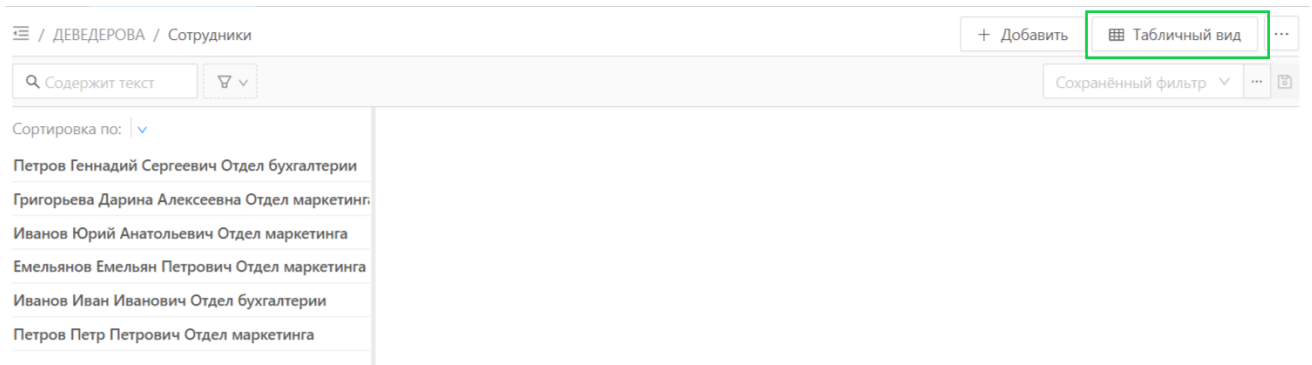 / ДЕВЕДЕРОВА / Сотрудники
+ Добавить
Табличный вид
...
Содержит текст
Сохранённый фильтр
...
Сортировка по:
Петров Геннадий Сергеевич Отдел бухгалтерии
Григорьева Дарина Алексеевна Отдел маркетинга
Иванов Юрий Анатольевич Отдел маркетинга
Емельянов Емельян Петрович Отдел маркетинга
Иванов Иван Иванович Отдел бухгалтерии
Петров Петр Петрович Отдел маркетинга